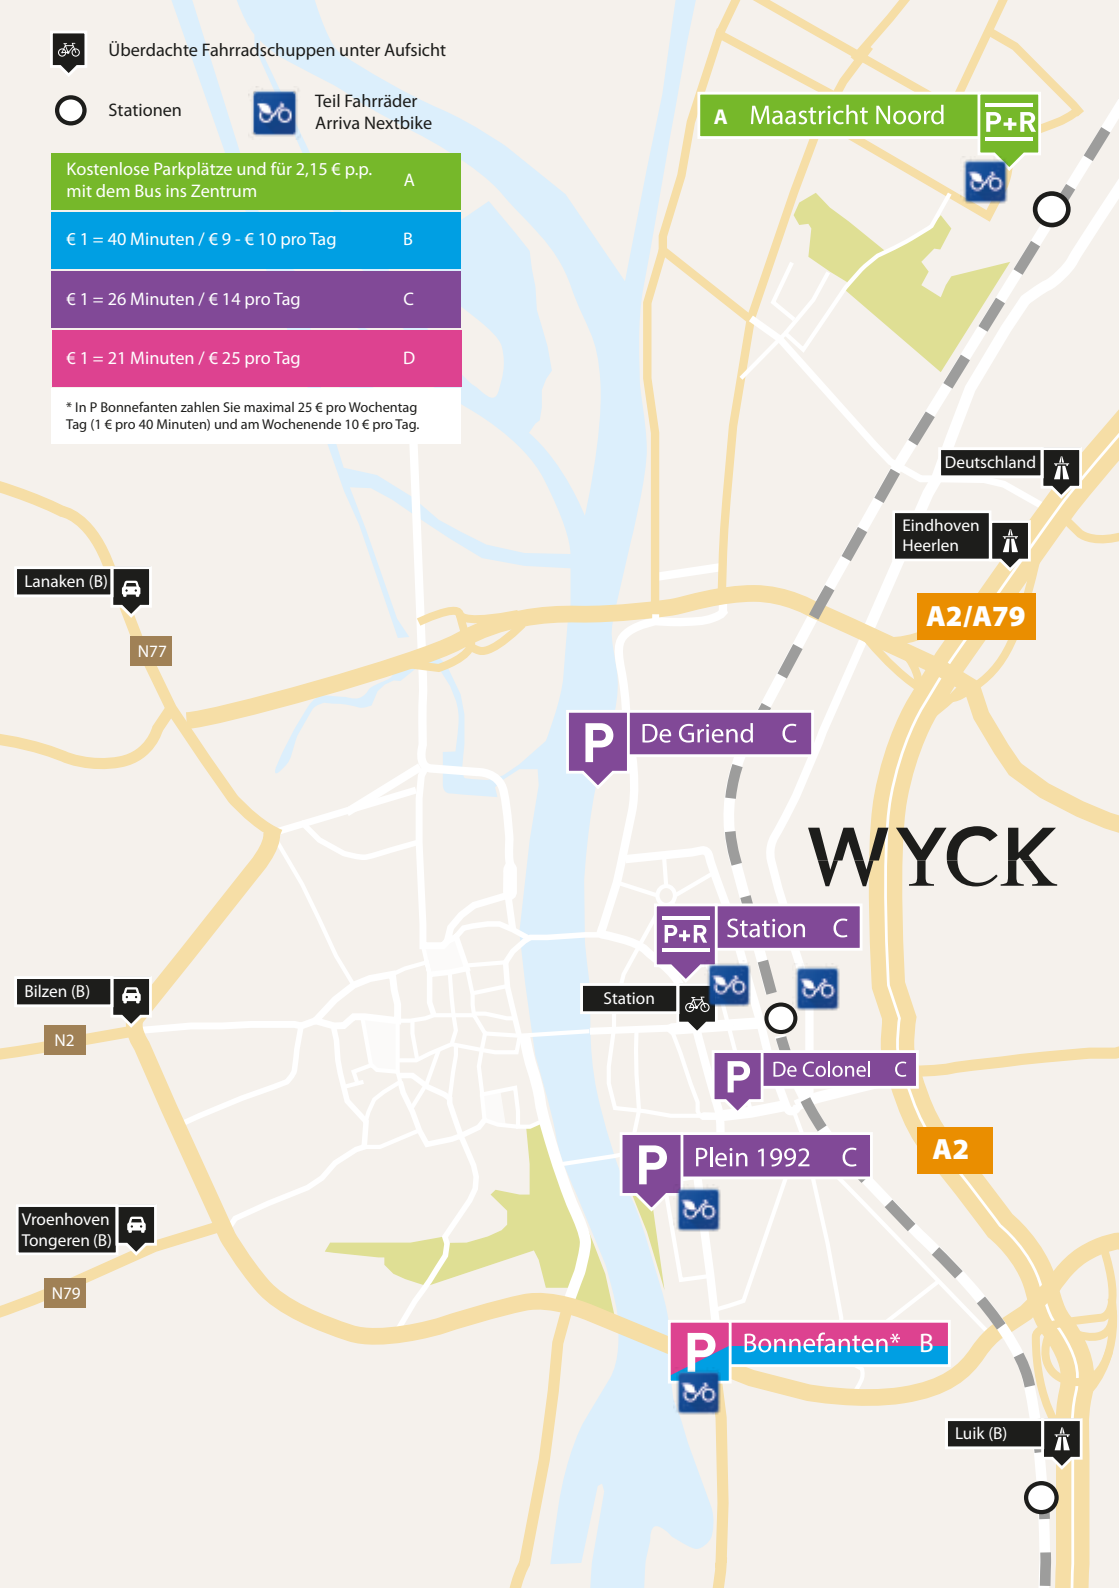 Überdachte Fahrradschuppen unter Aufsicht
Stationen
Teil Fahrräder
Arriva Nextbike
Kostenlose Parkplätze und für 2,15 € p.p.
mit dem Bus ins Zentrum
A
€ 1 = 40 Minuten / € 9 - € 10 pro Tag B
€ 1 = 26 Minuten / € 14 pro Tag C
€ 1 = 21 Minuten / € 25 pro Tag D
* In P Bonnefanten zahlen Sie maximal 25 € pro Wochentag
Tag (1 € pro 40 Minuten) und am Wochenende 10 € pro Tag.
A Maastricht Noord P+R
Deutschland
Eindhoven
Heerlen
A2/A79
Lanaken (B)
N77
P De Griend C
WYCK
P+R Station C
Bilzen (B)
Station
N2
P De Colonel C
A2
P Plein 1992 C
Vroenhoven
Tongeren (B)
N79
P Bonnefanten* B
Luik (B)